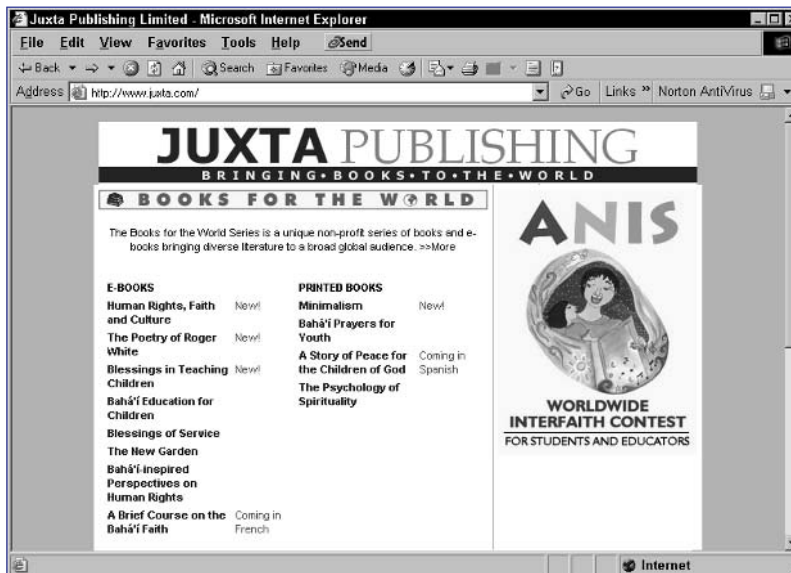 Juxta Publishing Limited - Microsoft Internet Explorer
File Edit View Favorites Tools Help Send
Back Search Favorites Media
Address http://www.juxta.com/ Go Links » Norton AntiVirus
JUXTA PUBLISHING
BRINGING•BOOKS•TO•THE•WORLD
BOOKS FOR THE WORLD
The Books for the World Series is a unique non-profit series of books and e-
books bringing diverse literature to a broad global audience. >>More
E-BOOKS
Human Rights, Faith New!
and Culture
The Poetry of Roger New!
White
Blessings in Teaching New!
Children
Bahá'í Education for
Children
Blessings of Service
The New Garden
Bahá'í-inspired
Perspectives on
Human Rights
A Brief Course on the Coming in
Bahá'í Faith French
PRINTED BOOKS
Minimalism New!
Bahá'í Prayers for
Youth
A Story of Peace for Coming in
the Children of God Spanish
The Psychology of
Spirituality
ANIS
WORLDWIDE
INTERFAITH CONTEST
FOR STUDENTS AND EDUCATORS
Internet